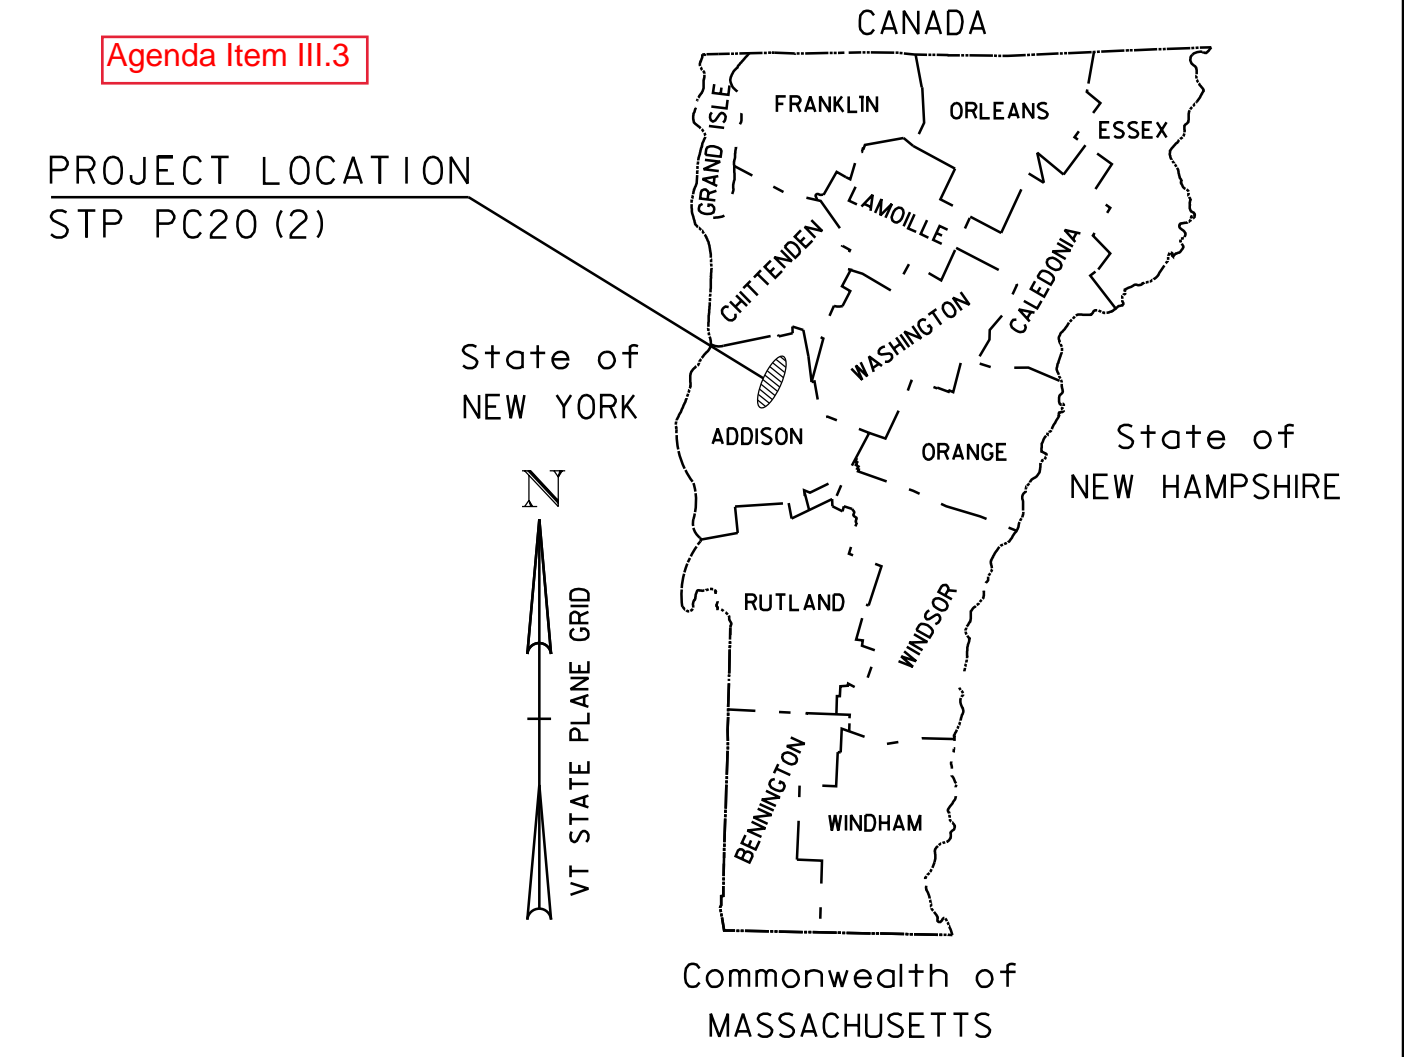 CANADA
Agenda Item III.3
PROJECT LOCATION
STP PC20 (2)
GRAND ISLE
FRANKLIN
ORLEANS
ESSEX
LAMOILLE
CHITTENDEN
CALEDONIA
WASHINGTON
State of
NEW YORK
ADDISON
ORANGE
State of
NEW HAMPSHIRE
N
VT STATE PLANE GRID
RUTLAND
WINDSOR
BENNINGTON
WINDHAM
Commonwealth of
MASSACHUSETTS